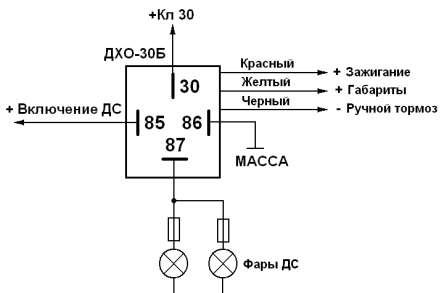 +Кл 30
ДХО-30Б
Красный
+ Зажигание
Желтый
+ Габариты
Черный
- Ручной тормоз
+ Включение ДС
30
85
86
87
МАССА
Фары ДС